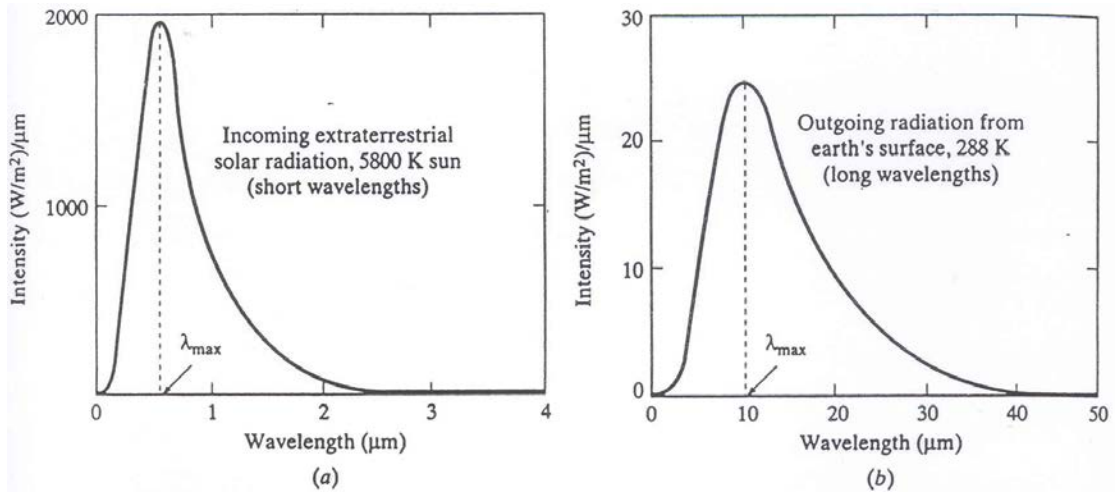 2000
1000
0
Intensity (W/m²)/μm
Incoming extraterrestrial
solar radiation, 5800 K sun
(short wavelengths)
λmax
0 1 2 3 4
Wavelength (μm)
(a)
30
20
10
0
Intensity (W/m²)/μm
Outgoing radiation from
earth's surface, 288 K
(long wavelengths)
λmax
0 10 20 30 40 50
Wavelength (μm)
(b)